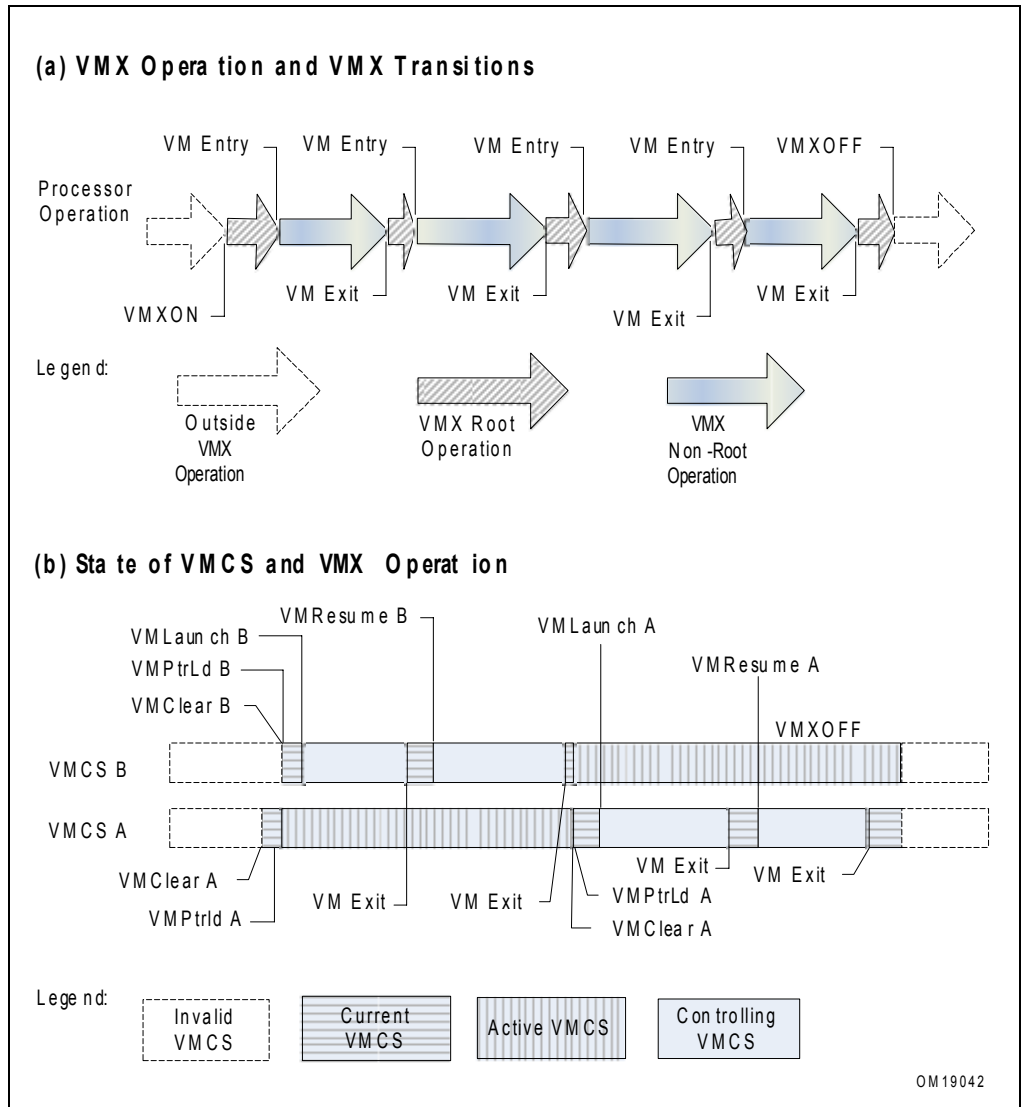 (a) VMX Operation and VMX Transitions
VM Entry
VM Entry
VM Entry
VM Entry
VMXOFF
Processor
Operation
VMXON
VM Exit
VM Exit
VM Exit
VM Exit
Legend:
Outside
VMX
Operation
VMX Root
Operation
VMX
Non-Root
Operation
(b) State of VMCS and VMX Operation
VMLaunch B
VMResume B
VMLaunch A
VMPtrLd B
VMClear B
VMResume A
VMXOFF
VMCS B
VMCS A
VMClear A
VMPtrld A
VM Exit
VM Exit
VM Exit
VM Exit
VMPtrLd A
VMClear A
Legend:
Invalid
VMCS
Current
VMCS
Active VMCS
Controlling
VMCS
OM19042